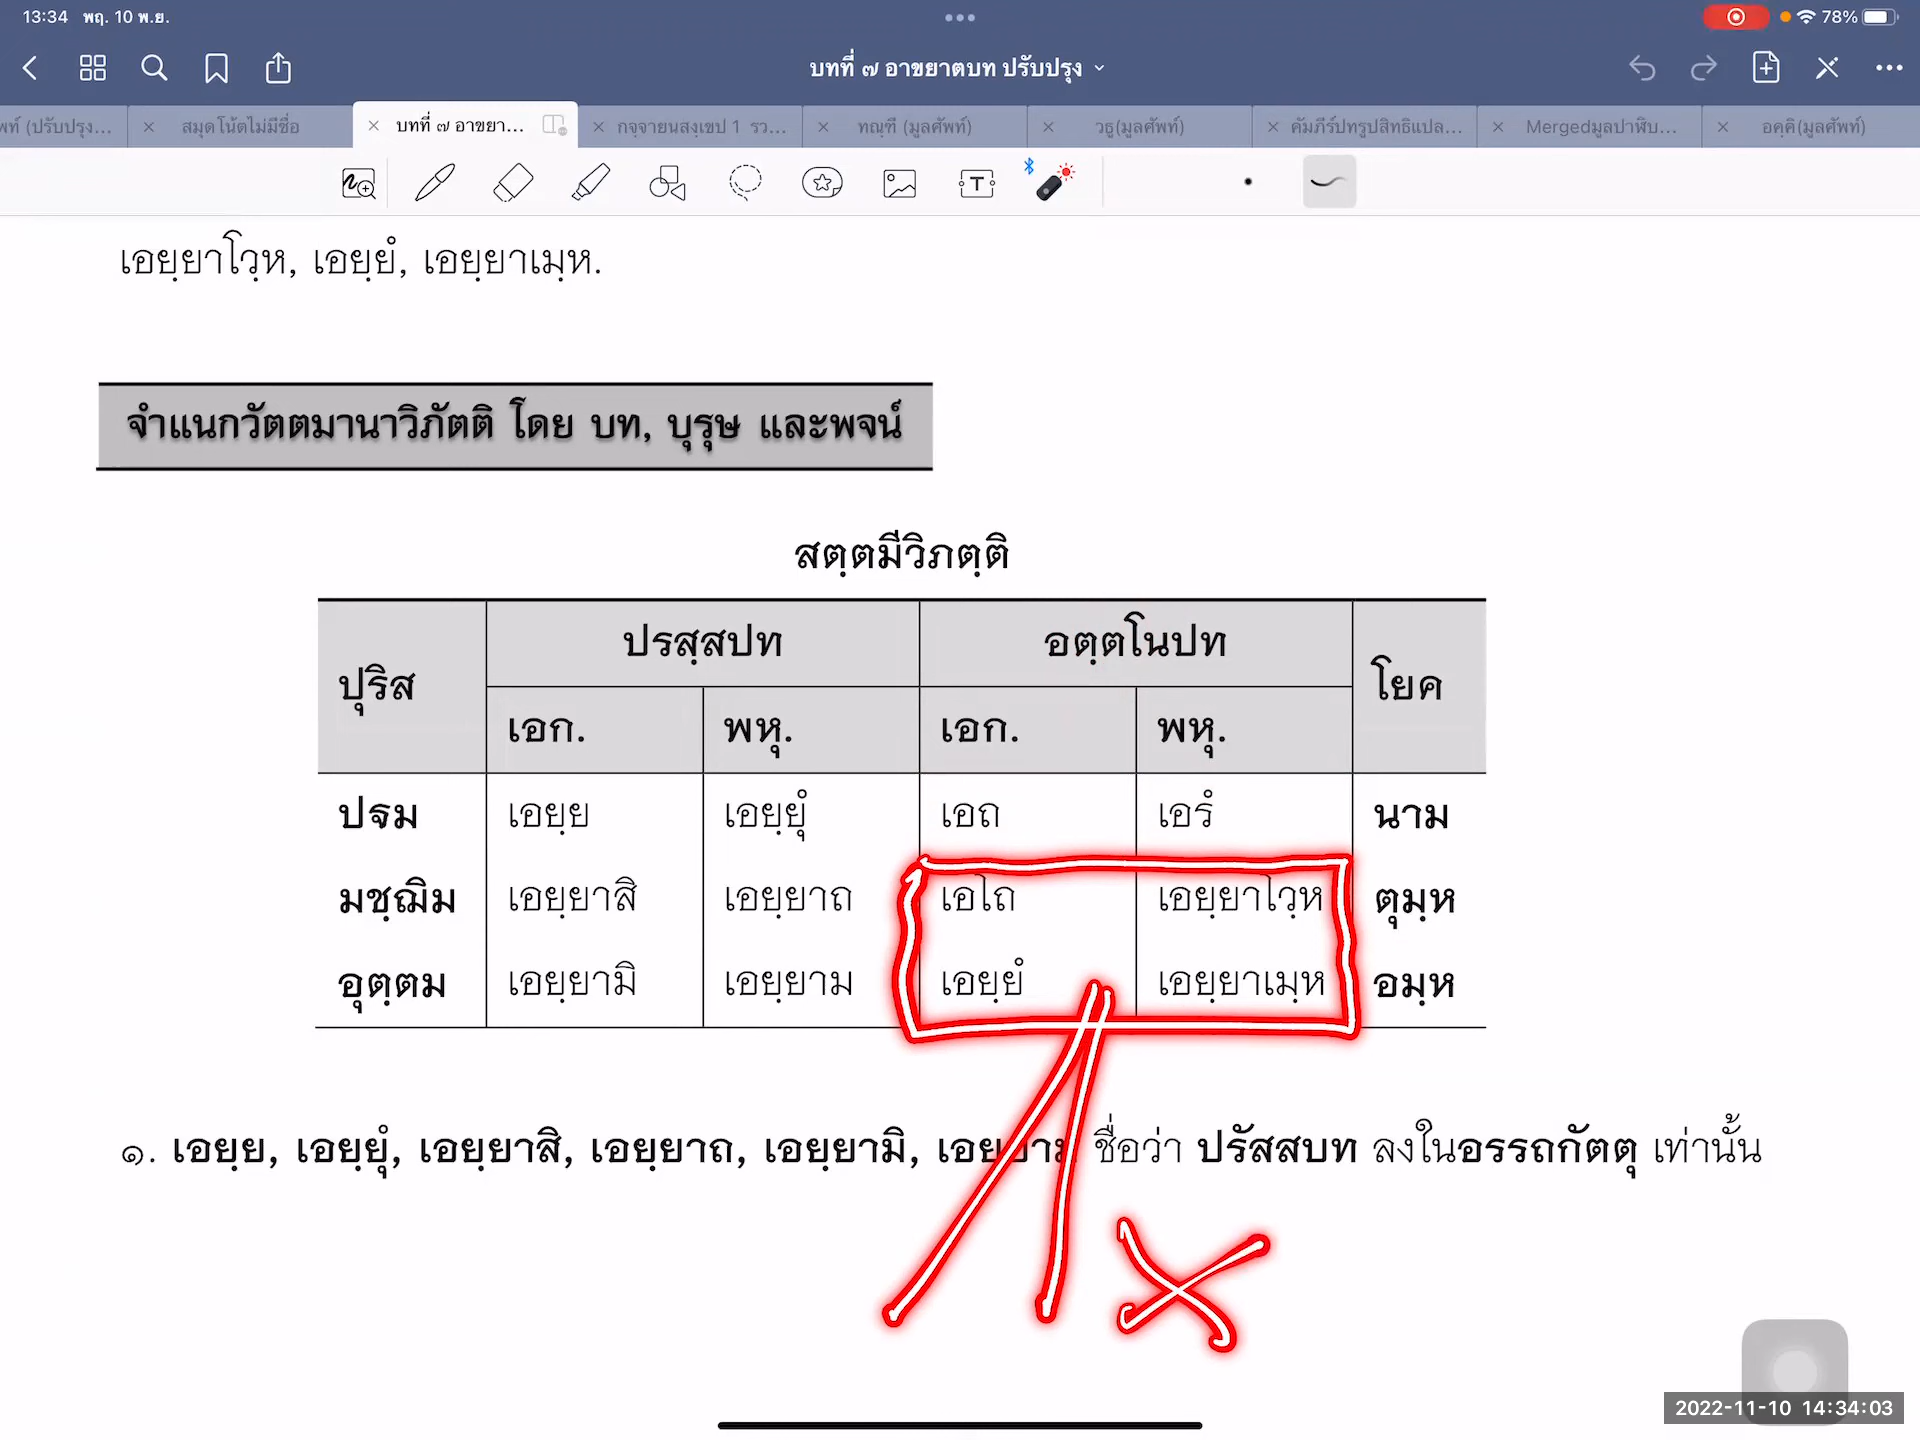 13:34 พฤ. 10 พ.ย.
78%
บทที่ ๗ อาขยาตบท ปรับปรุง
พท์ (ปรับปรุง...
สมุดโน้ตไม่มีชื่อ
บทที่ ๗ อาขยา...
กจฺจายนสงฺเขป 1 รว...
ทณฺฑี (มูลศัพท์)
วธู(มูลศัพท์)
คัมภีร์ปทรูปสิทธิแปล...
Mergedมูลปาฬิบ...
อคฺคิ(มูลศัพท์)
เอยฺยาโวฺห, เอยฺยํ, เอยฺยาเมฺห.
จำแนกวัตตมานาวิภัตติ โดย บท, บุรุษ และพจน์
สตฺตมีวิภตฺติ
ปุริส ปรสฺสปท อตฺตโนปท โยค
เอก. พหุ. เอก. พหุ.
ปฐม เอยฺย เอยฺยุํ เอถ เอรํ นาม
มชฺฌิม เอยฺยาสิ เอยฺยาถ เอโถ เอยฺยาโวฺห ตุมฺห
อุตฺตม เอยฺยามิ เอยฺยาม เอยฺยํ เอยฺยาเมฺห อมฺห
๑. เอยฺย, เอยฺยุํ, เอยฺยาสิ, เอยฺยาถ, เอยฺยามิ, เอยฺยาม ชื่อว่า ปรัสสบท ลงในอรรถกัตตุ เท่านั้น
2022-11-10 14:34:03